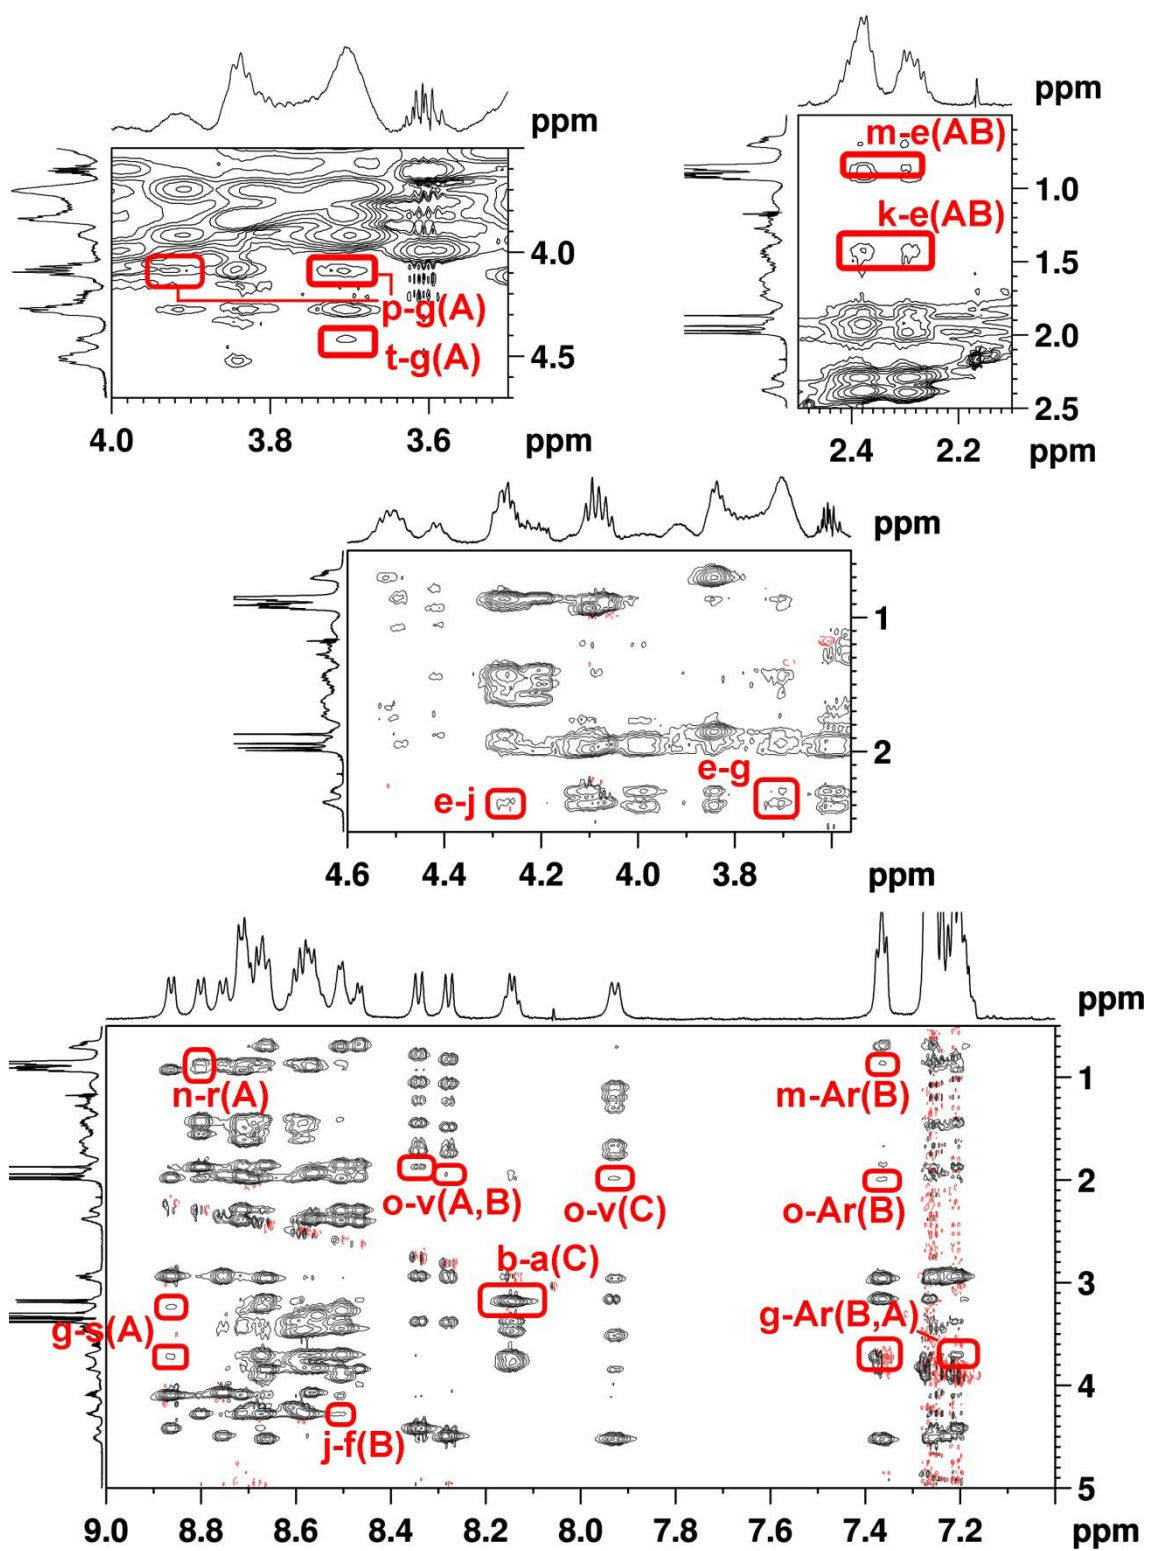 ppm
4.0
p-g(A)
t-g(A)
4.5
4.0 3.8 3.6 ppm
ppm
m-e(AB)
1.0
k-e(AB)
1.5
2.0
2.5
2.4 2.2 ppm
ppm
1
2
e-g
e-j
4.6 4.4 4.2 4.0 3.8 ppm
ppm
1
n-r(A)
m-Ar(B)
2
o-v(A,B)
o-v(C)
o-Ar(B)
b-a(C)
3
g-s(A)
g-Ar(B,A)
4
j-f(B)
5
9.0 8.8 8.6 8.4 8.2 8.0 7.8 7.6 7.4 7.2 ppm